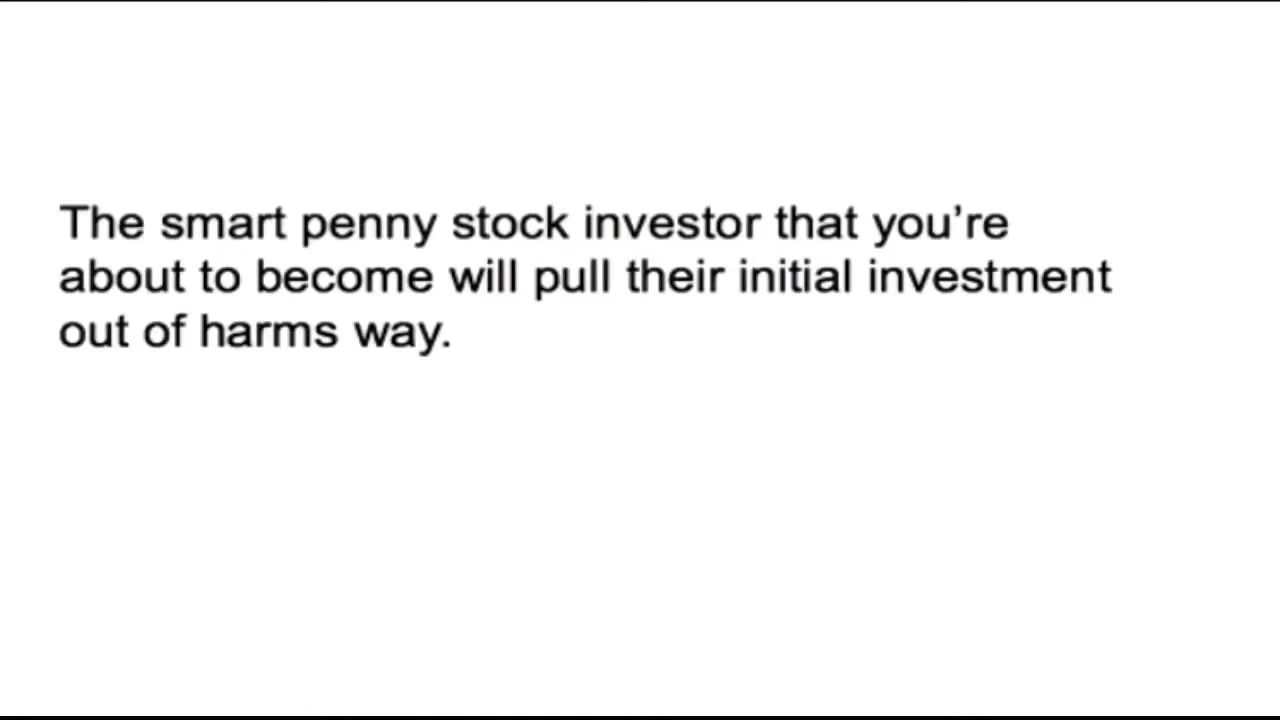 The smart penny stock investor that you’re
about to become will pull their initial investment
out of harms way.